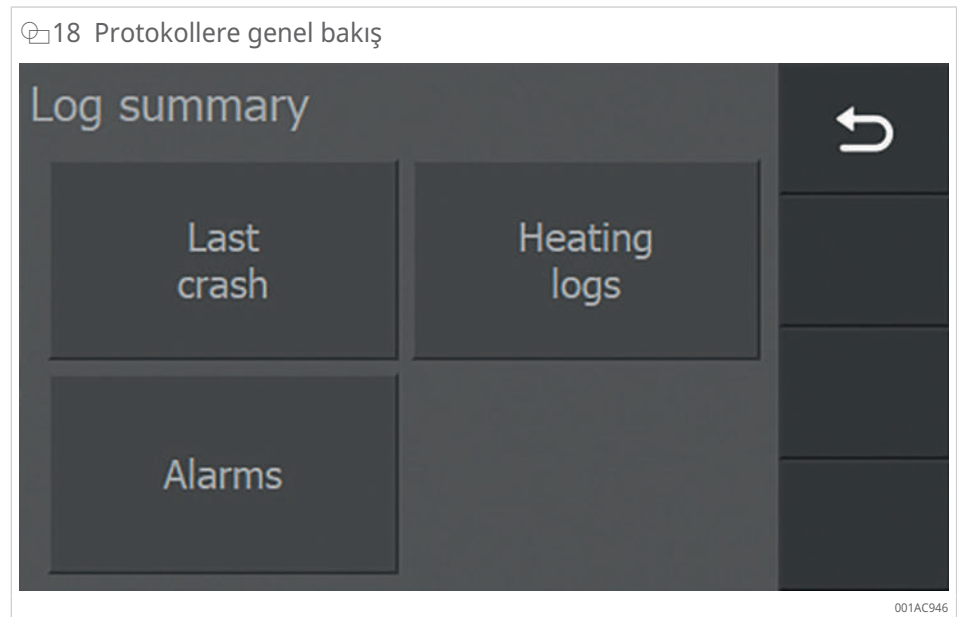 18 Protokollere genel bakış
Log summary
Last
crash
Heating
logs
Alarms
001AC946